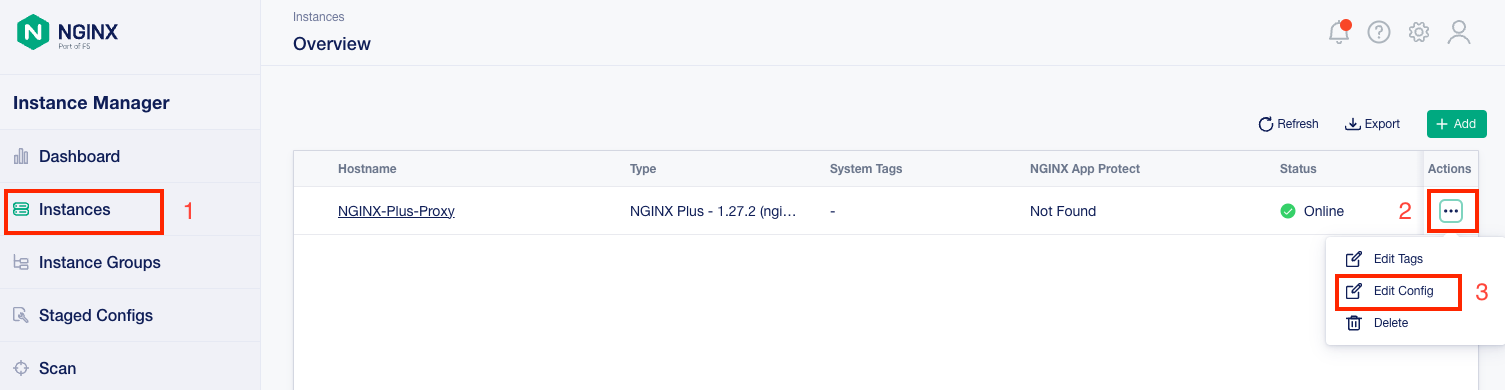 NGINX
Part of F5
Instances
Overview
Instance Manager
Dashboard
Instances 1
Instance Groups
Staged Configs
Scan
Refresh Export + Add
Hostname Type System Tags NGINX App Protect Status Actions
NGINX-Plus-Proxy NGINX Plus - 1.27.2 (ngi... - Not Found Online 2 ...
Edit Tags
Edit Config 3
Delete